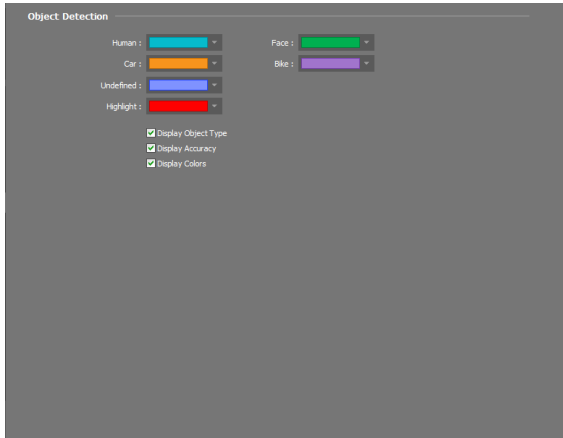 Object Detection
Human : Face :
Car : Bike :
Undefined :
Highlight :
Display Object Type
Display Accuracy
Display Colors